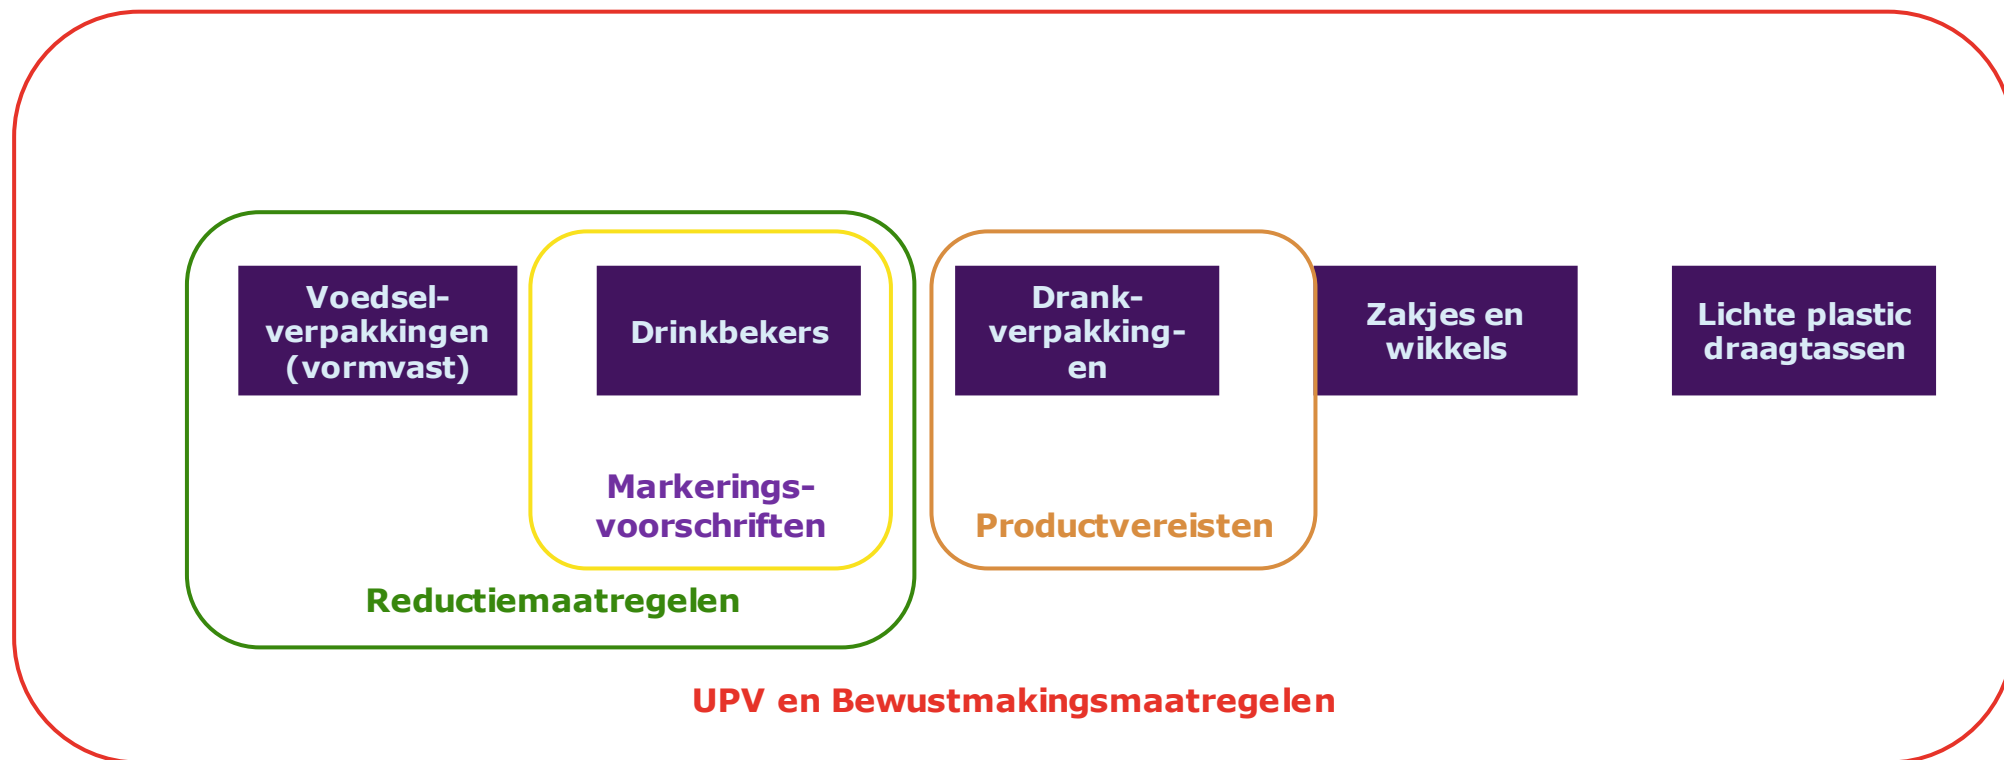 Voedsel-
verpakkingen
(vormvast)
Drinkbekers
Drank-
verpakking-
en
Zakjes en
wikkels
Lichte plastic
draagtassen
Markerings-
voorschriften
Productvereisten
Reductiemaatregelen
UPV en Bewustmakingsmaatregelen